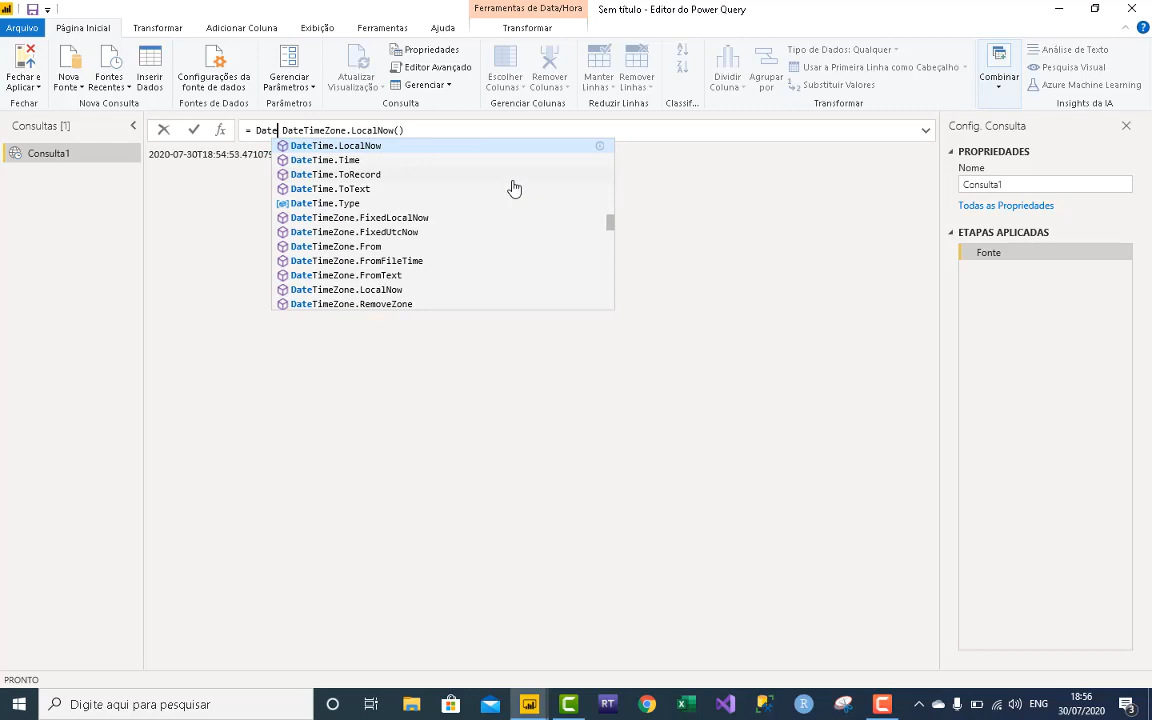 Ferramentas de Data/Hora
Sem título - Editor do Power Query
Arquivo
Página Inicial
Transformar
Adicionar Coluna
Exibição
Ferramentas
Ajuda
Transformar
Fechar e Aplicar
Fechar
Nova Fonte
Fontes Recentes
Inserir Dados
Nova Consulta
Configurações da fonte de dados
Fontes de Dados
Gerenciar Parâmetros
Parâmetros
Atualizar Visualização
Propriedades
Editor Avançado
Gerenciar
Consulta
Escolher Colunas
Remover Colunas
Gerenciar Colunas
Manter Linhas
Remover Linhas
Reduzir Linhas
Classif...
Dividir Coluna
Agrupar por
Tipo de Dados: Qualquer
Usar a Primeira Linha como Cabeçalho
Substituir Valores
Transformar
Combinar
Análise de Texto
Pesquisa Visual
Azure Machine Learning
Insights da IA
Consultas [1]
Consulta1
fx
= Date DateTimeZone.LocalNow()
2020-07-30T18:54:53.471079
DateTime.LocalNow
DateTime.Time
DateTime.ToRecord
DateTime.ToText
DateTime.Type
DateTimeZone.FixedLocalNow
DateTimeZone.FixedUtcNow
DateTimeZone.From
DateTimeZone.FromFileTime
DateTimeZone.FromText
DateTimeZone.LocalNow
DateTimeZone.RemoveZone
Config. Consulta
PROPRIEDADES
Nome
Consulta1
Todas as Propriedades
ETAPAS APLICADAS
Fonte
PRONTO
Digite aqui para pesquisar
RT
R
ENG
18:56
30/07/2020
3